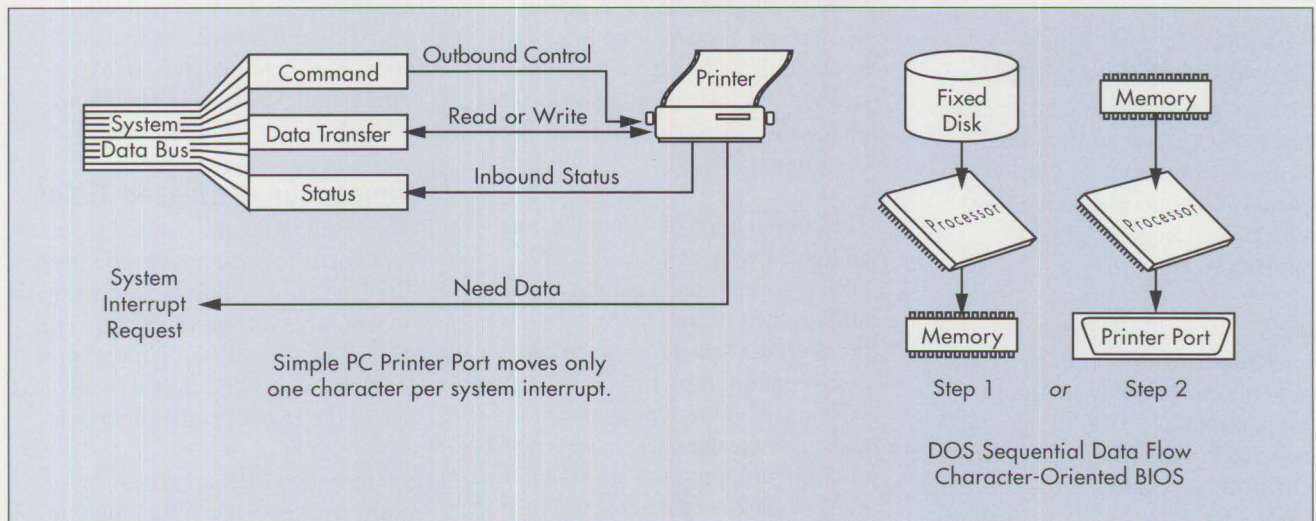 Command
Outbound Control
Printer
System
Data Bus
Data Transfer
Read or Write
Status
Inbound Status
System
Interrupt
Request
Need Data
Simple PC Printer Port moves only
one character per system interrupt.
Fixed
Disk
Memory
Processor
Processor
Memory
Printer Port
Step 1 or Step 2
DOS Sequential Data Flow
Character-Oriented BIOS